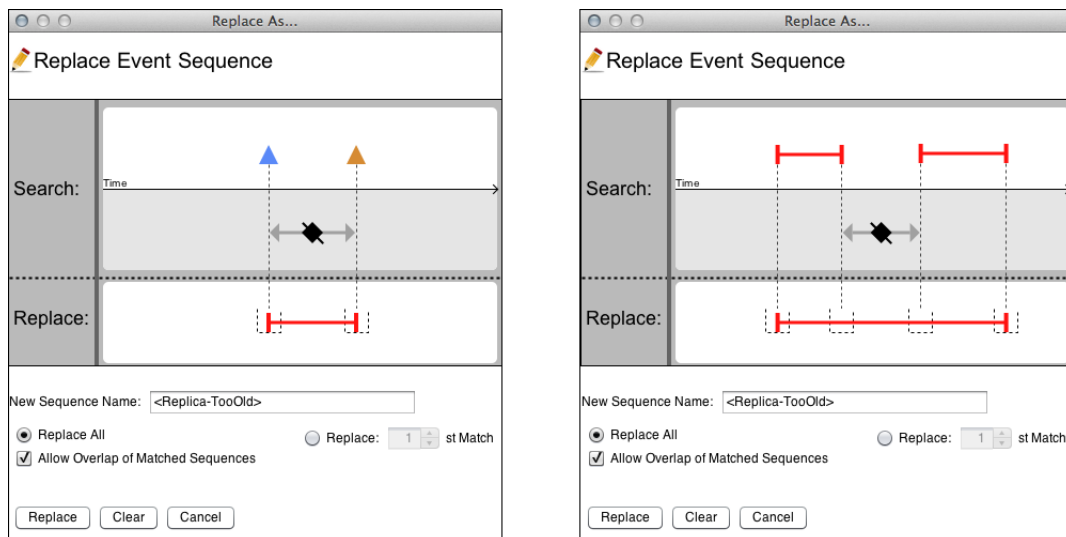 Replace As...
Replace Event Sequence
Search:
Time
Replace:
New Sequence Name: <Replica-TooOld>
Replace All Replace: 1 st Match
Allow Overlap of Matched Sequences
Replace Clear Cancel
Replace As...
Replace Event Sequence
Search:
Time
Replace:
New Sequence Name: <Replica-TooOld>
Replace All Replace: 1 st Match
Allow Overlap of Matched Sequences
Replace Clear Cancel